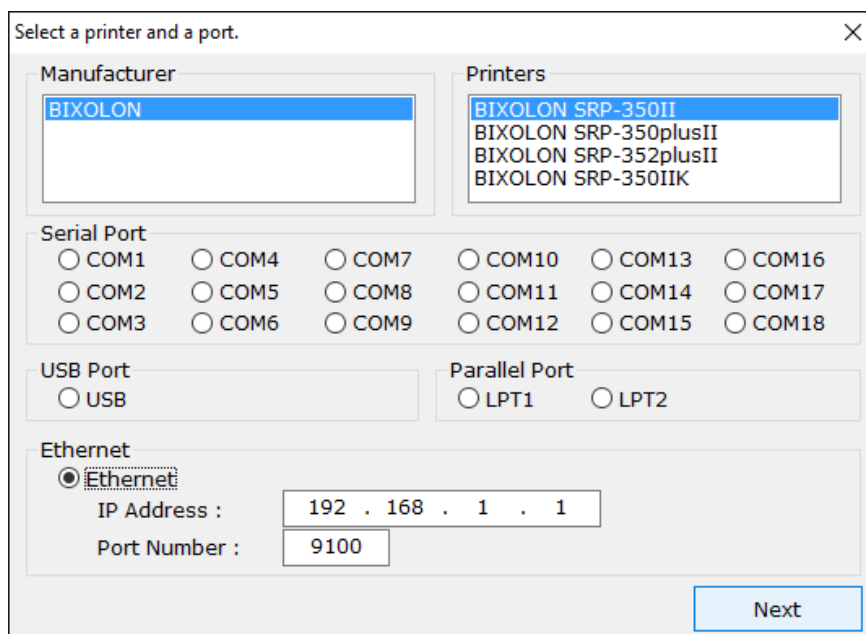 Select a printer and a port.
Manufacturer
BIXOLON
Printers
BIXOLON SRP-350II
BIXOLON SRP-350plusII
BIXOLON SRP-352plusII
BIXOLON SRP-350IIK
Serial Port
COM1 COM4 COM7 COM10 COM13 COM16
COM2 COM5 COM8 COM11 COM14 COM17
COM3 COM6 COM9 COM12 COM15 COM18
USB Port
USB
Parallel Port
LPT1 LPT2
Ethernet
Ethernet
IP Address : 192 . 168 . 1 . 1
Port Number : 9100
Next